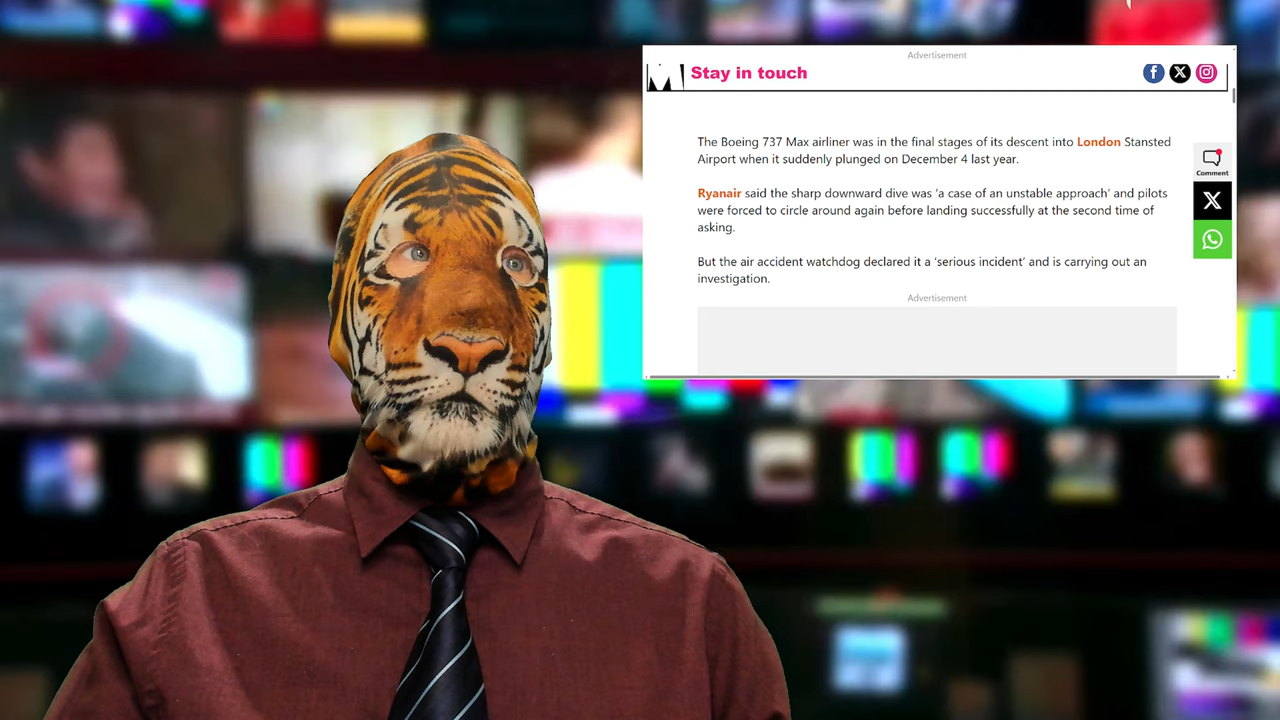 Advertisement
Stay in touch
The Boeing 737 Max airliner was in the final stages of its descent into London Stansted
Airport when it suddenly plunged on December 4 last year.
Ryanair said the sharp downward dive was ‘a case of an unstable approach’ and pilots
were forced to circle around again before landing successfully at the second time of
asking.
Comment
But the air accident watchdog declared it a ‘serious incident’ and is carrying out an
investigation.
Advertisement